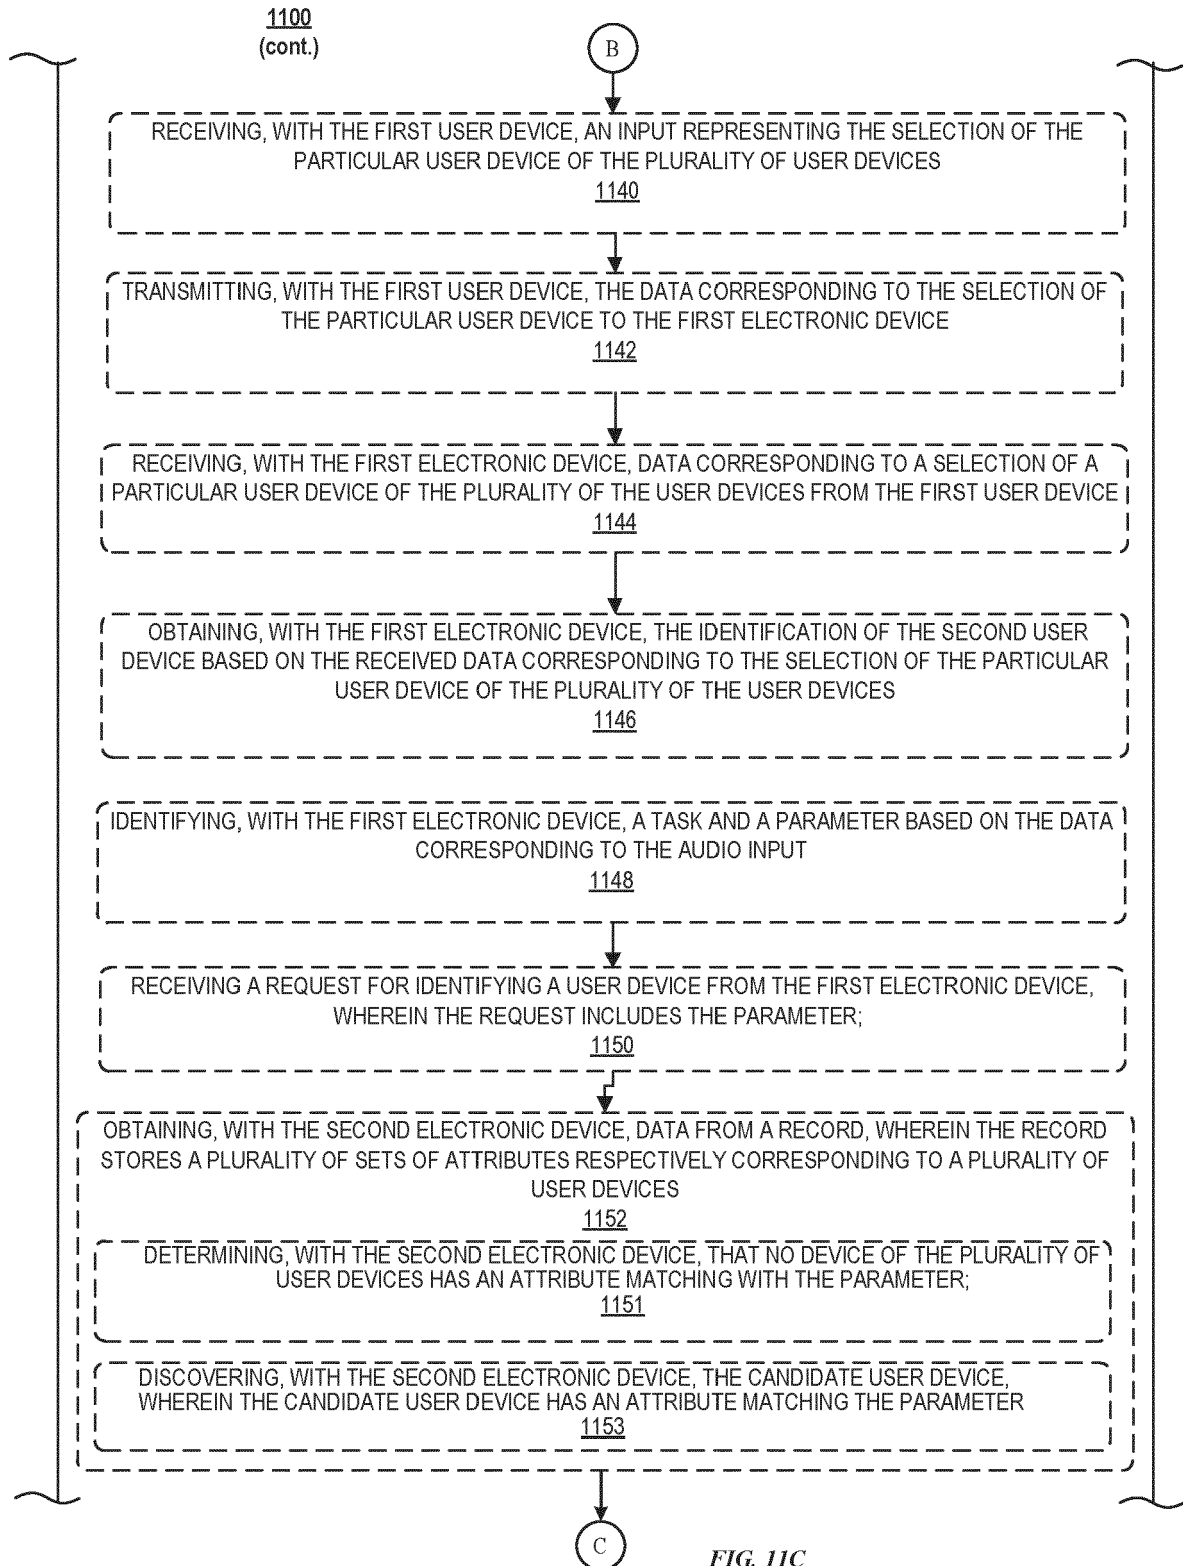 1100
(cont.)
B
RECEIVING, WITH THE FIRST USER DEVICE, AN INPUT REPRESENTING THE SELECTION OF THE
PARTICULAR USER DEVICE OF THE PLURALITY OF USER DEVICES
1140
TRANSMITTING, WITH THE FIRST USER DEVICE, THE DATA CORRESPONDING TO THE SELECTION OF
THE PARTICULAR USER DEVICE TO THE FIRST ELECTRONIC DEVICE
1142
RECEIVING, WITH THE FIRST ELECTRONIC DEVICE, DATA CORRESPONDING TO A SELECTION OF A
PARTICULAR USER DEVICE OF THE PLURALITY OF THE USER DEVICES FROM THE FIRST USER DEVICE
1144
OBTAINING, WITH THE FIRST ELECTRONIC DEVICE, THE IDENTIFICATION OF THE SECOND USER
DEVICE BASED ON THE RECEIVED DATA CORRESPONDING TO THE SELECTION OF THE PARTICULAR
USER DEVICE OF THE PLURALITY OF THE USER DEVICES
1146
IDENTIFYING, WITH THE FIRST ELECTRONIC DEVICE, A TASK AND A PARAMETER BASED ON THE DATA
CORRESPONDING TO THE AUDIO INPUT
1148
RECEIVING A REQUEST FOR IDENTIFYING A USER DEVICE FROM THE FIRST ELECTRONIC DEVICE,
WHEREIN THE REQUEST INCLUDES THE PARAMETER;
1150
OBTAINING, WITH THE SECOND ELECTRONIC DEVICE, DATA FROM A RECORD, WHEREIN THE RECORD
STORES A PLURALITY OF SETS OF ATTRIBUTES RESPECTIVELY CORRESPONDING TO A PLURALITY OF
USER DEVICES
1152
DETERMINING, WITH THE SECOND ELECTRONIC DEVICE, THAT NO DEVICE OF THE PLURALITY OF
USER DEVICES HAS AN ATTRIBUTE MATCHING WITH THE PARAMETER;
1151
DISCOVERING, WITH THE SECOND ELECTRONIC DEVICE, THE CANDIDATE USER DEVICE,
WHEREIN THE CANDIDATE USER DEVICE HAS AN ATTRIBUTE MATCHING THE PARAMETER
1153
C
FIG. 11C